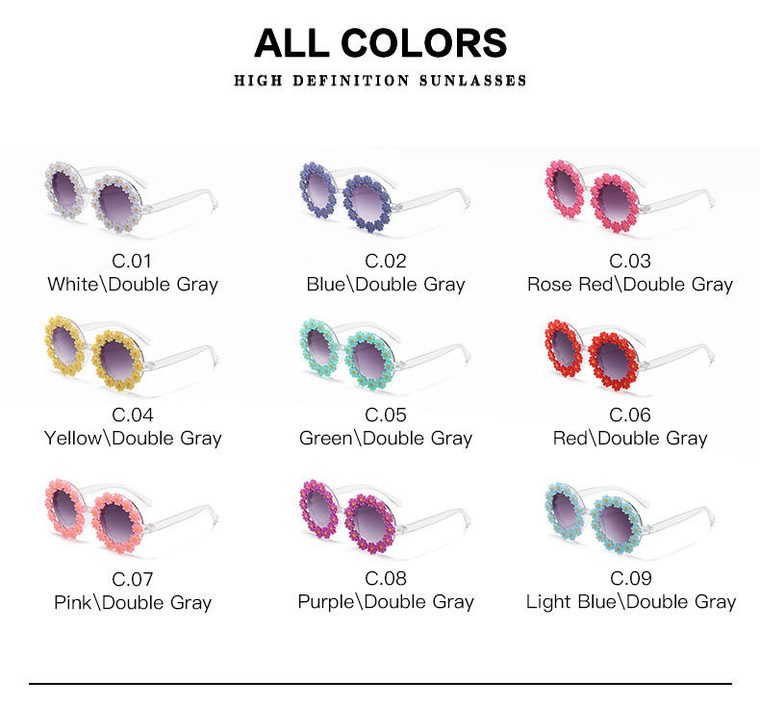 ALL COLORS
HIGH DEFINITION SUNLASSES
C.01
White\Double Gray
C.02
Blue\Double Gray
C.03
Rose Red\Double Gray
C.04
Yellow\Double Gray
C.05
Green\Double Gray
C.06
Red\Double Gray
C.07
Pink\Double Gray
C.08
Purple\Double Gray
C.09
Light Blue\Double Gray